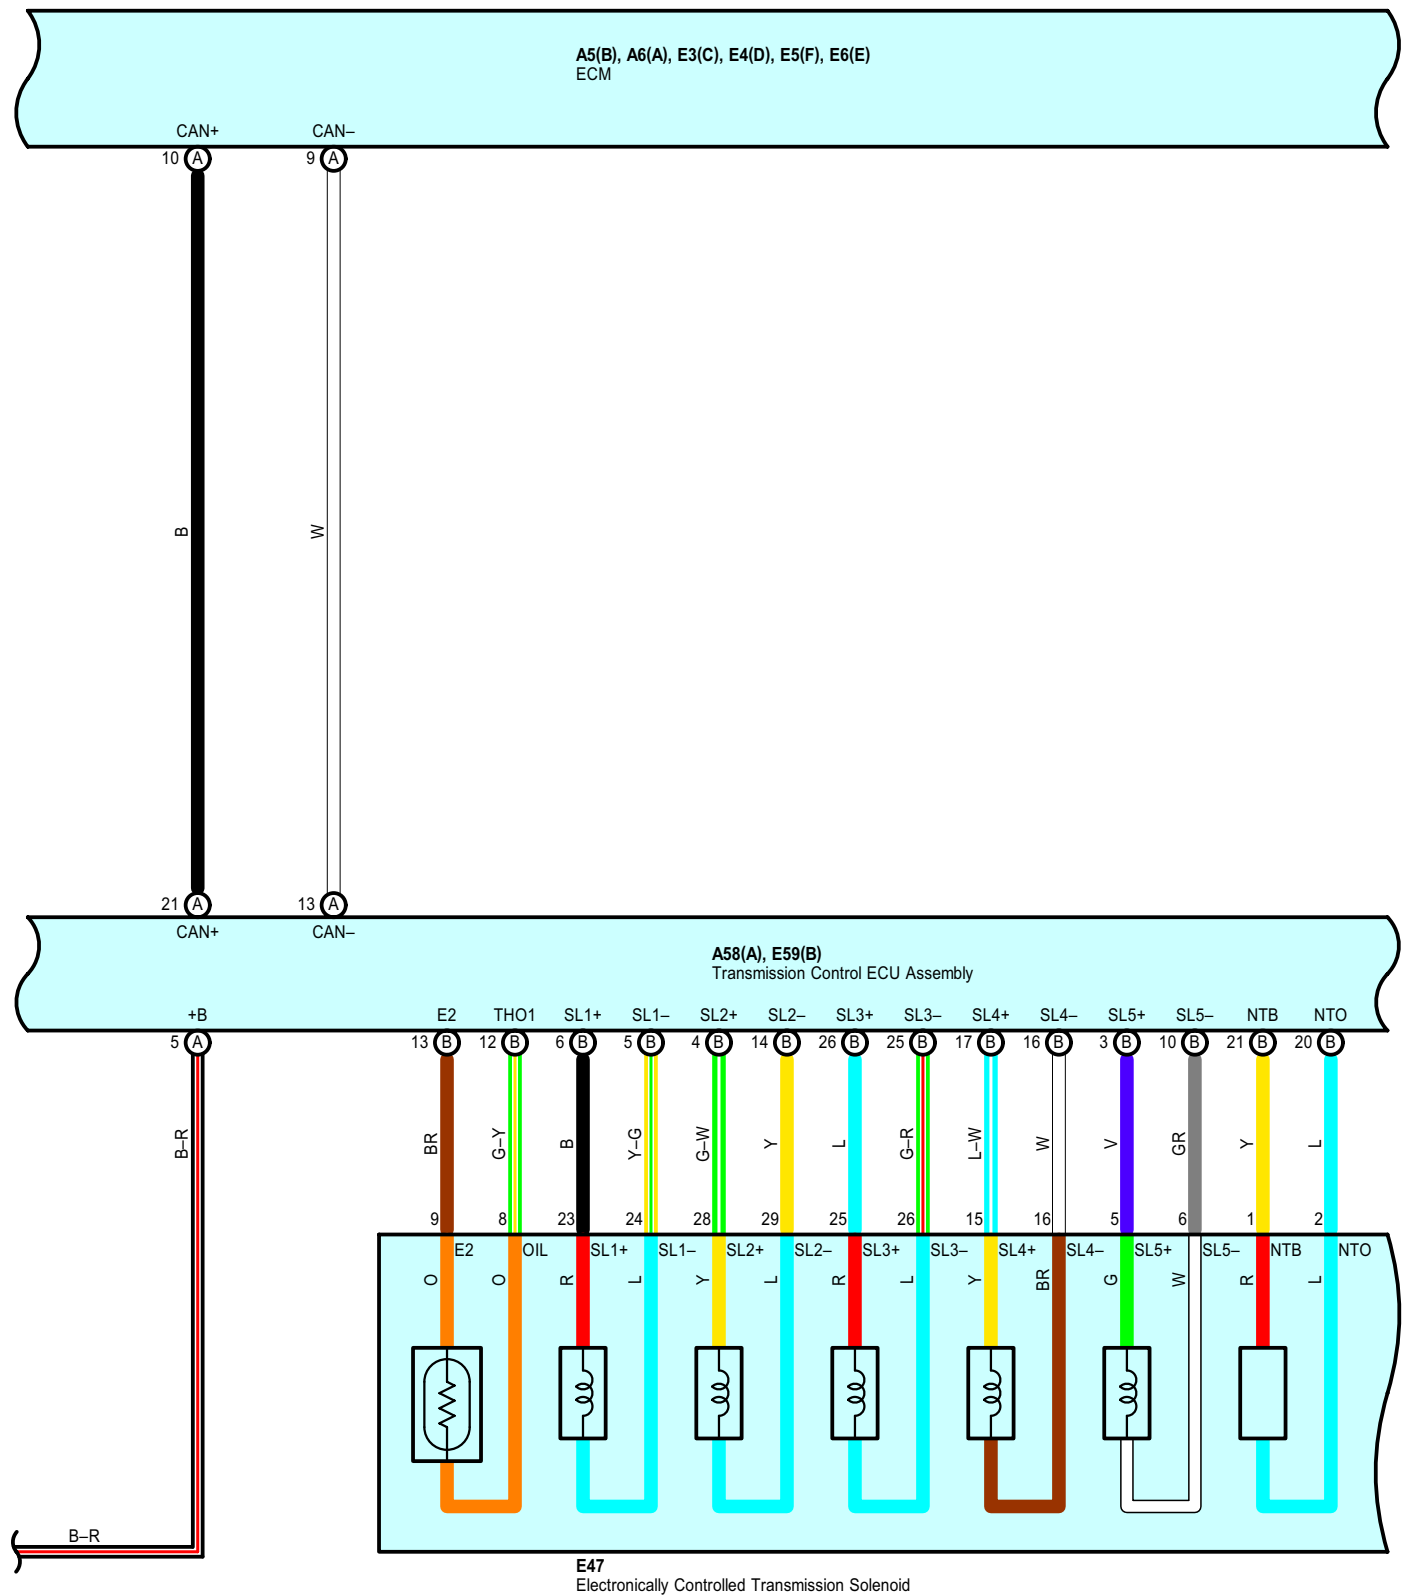 A5(B), A6(A), E3(C), E4(D), E5(F), E6(E)
ECM
CAN+ CAN–
10 A 9 A
B W
21 A 13 A
CAN+ CAN–
A58(A), E59(B)
Transmission Control ECU Assembly
+B E2 THO1 SL1+ SL1– SL2+ SL2– SL3+ SL3– SL4+ SL4– SL5+ SL5– NTB NTO
5 A 13 B 12 B 6 B 5 B 4 B 14 B 26 B 25 B 17 B 16 B 3 B 10 B 21 B 20 B
B–R BR G–Y B Y–G G–W Y L G–R L–W W V GR Y L
9 8 23 24 28 29 25 26 15 16 5 6 1 2
E2 OIL SL1+ SL1– SL2+ SL2– SL3+ SL3– SL4+ SL4– SL5+ SL5– NTB NTO
O O R L Y L R L Y BR G W R L
B–R
E47
Electronically Controlled Transmission Solenoid